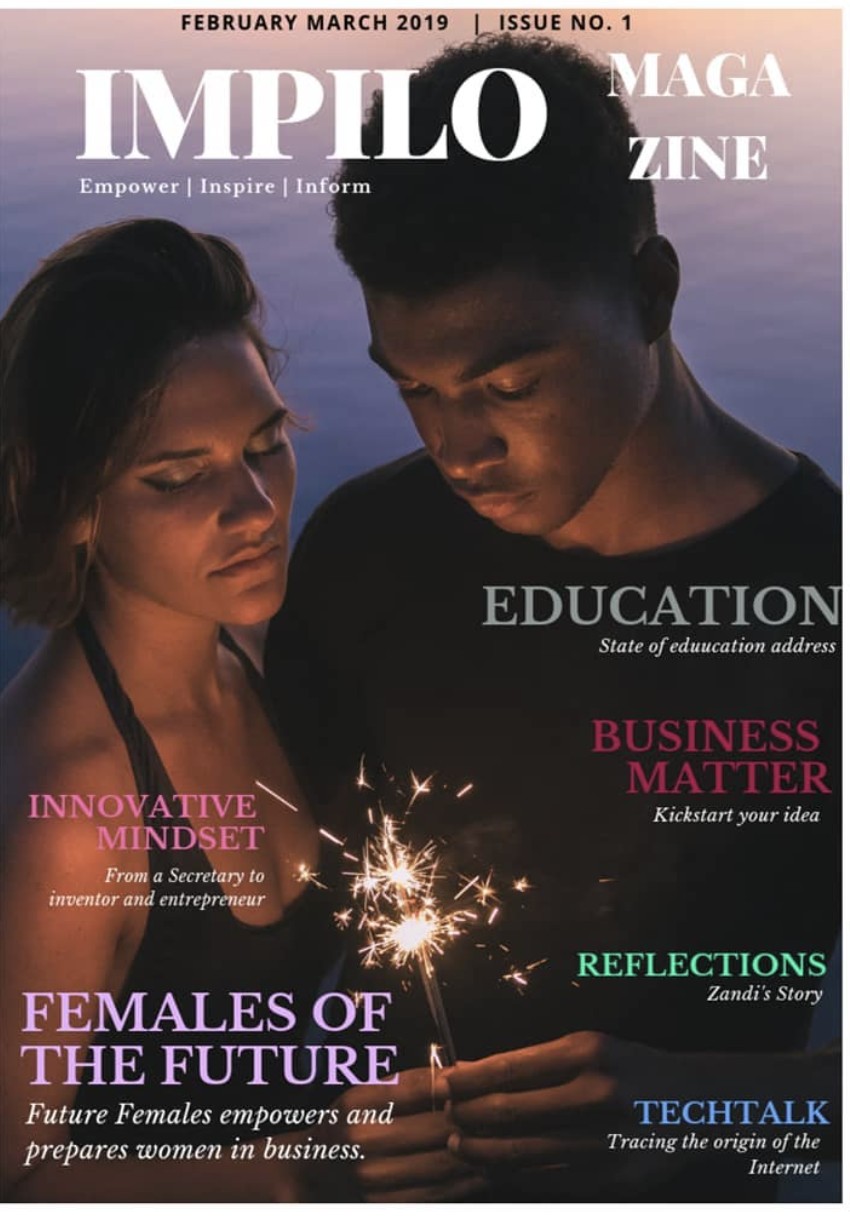 FEBRUARY MARCH 2019 | ISSUE NO. 1
IMPILO
MAGA
ZINE
Empower | Inspire | Inform
EDUCATION
State of eduucation address
BUSINESS
MATTER
Kickstart your idea
INNOVATIVE
MINDSET
From a Secretary to
inventor and entrepreneur
REFLECTIONS
Zandi's Story
FEMALES OF
THE FUTURE
Future Females empowers and
prepares women in business.
TECHTALK
Tracing the origin of the
Internet